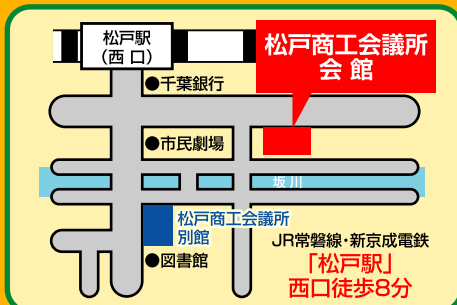 松戸駅
(西口)
松戸商工会議所
会館
●千葉銀行
●市民劇場
坂川
松戸商工会議所
別館
●図書館
JR常磐線・新京成電鉄
「松戸駅」
西口徒歩8分